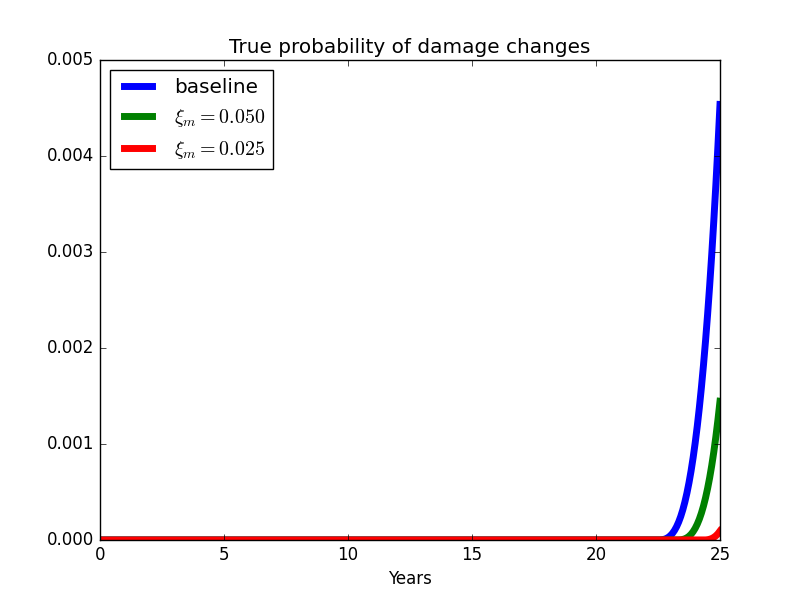 True probability of damage changes
0.005
0.004
0.003
0.002
0.001
0.000
baseline
ξm = 0.050
ξm = 0.025
0 5 10 15 20 25
Years